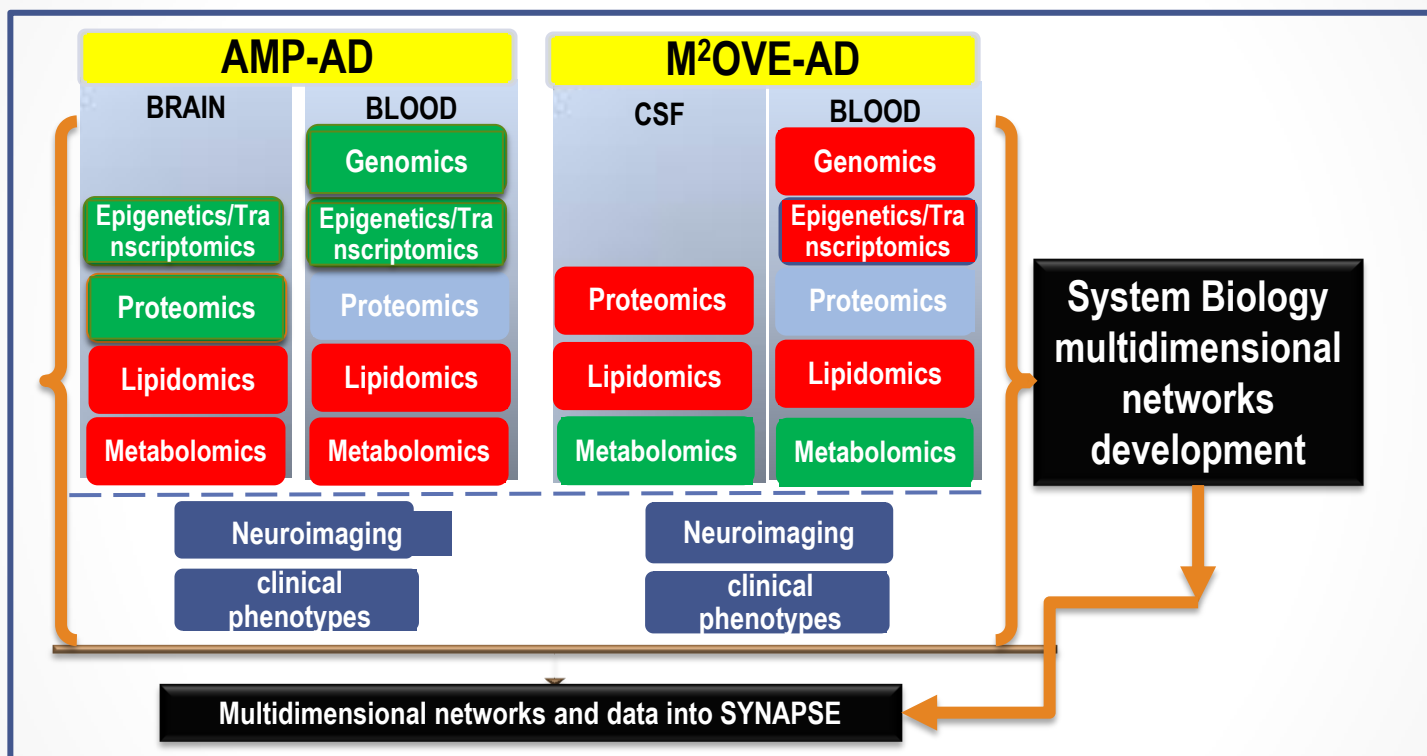 AMP-AD
BRAIN
Epigenetics/Tra
nscriptomics
Proteomics
Lipidomics
Metabolomics
BLOOD
Genomics
Epigenetics/Tra
nscriptomics
Proteomics
Lipidomics
Metabolomics
Neuroimaging
clinical
phenotypes
M²OVE-AD
CSF
Proteomics
Lipidomics
Metabolomics
BLOOD
Genomics
Epigenetics/Tra
nscriptomics
Proteomics
Lipidomics
Metabolomics
Neuroimaging
clinical
phenotypes
System Biology
multidimensional
networks
development
Multidimensional networks and data into SYNAPSE